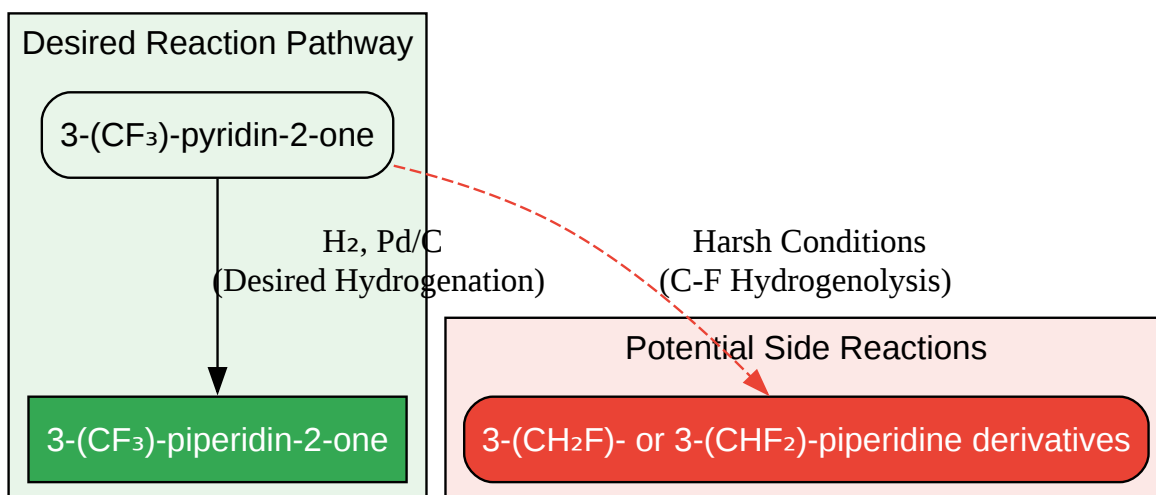 Desired Reaction Pathway
3-(CF₃)-pyridin-2-one
H₂, Pd/C
(Desired Hydrogenation)
Harsh Conditions
(C-F Hydrogenolysis)
Potential Side Reactions
3-(CF₃)-piperidin-2-one
3-(CH₂F)- or 3-(CHF₂)-piperidine derivatives